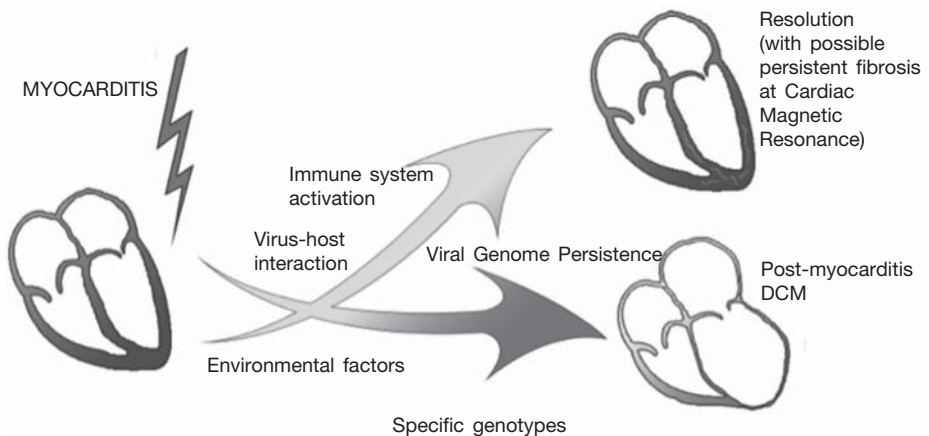 MYOCARDITIS
Resolution
(with possible
persistent fibrosis
at Cardiac
Magnetic
Resonance)
Immune system
activation
Virus-host
interaction
Viral Genome Persistence
Post-myocarditis
DCM
Environmental factors
Specific genotypes